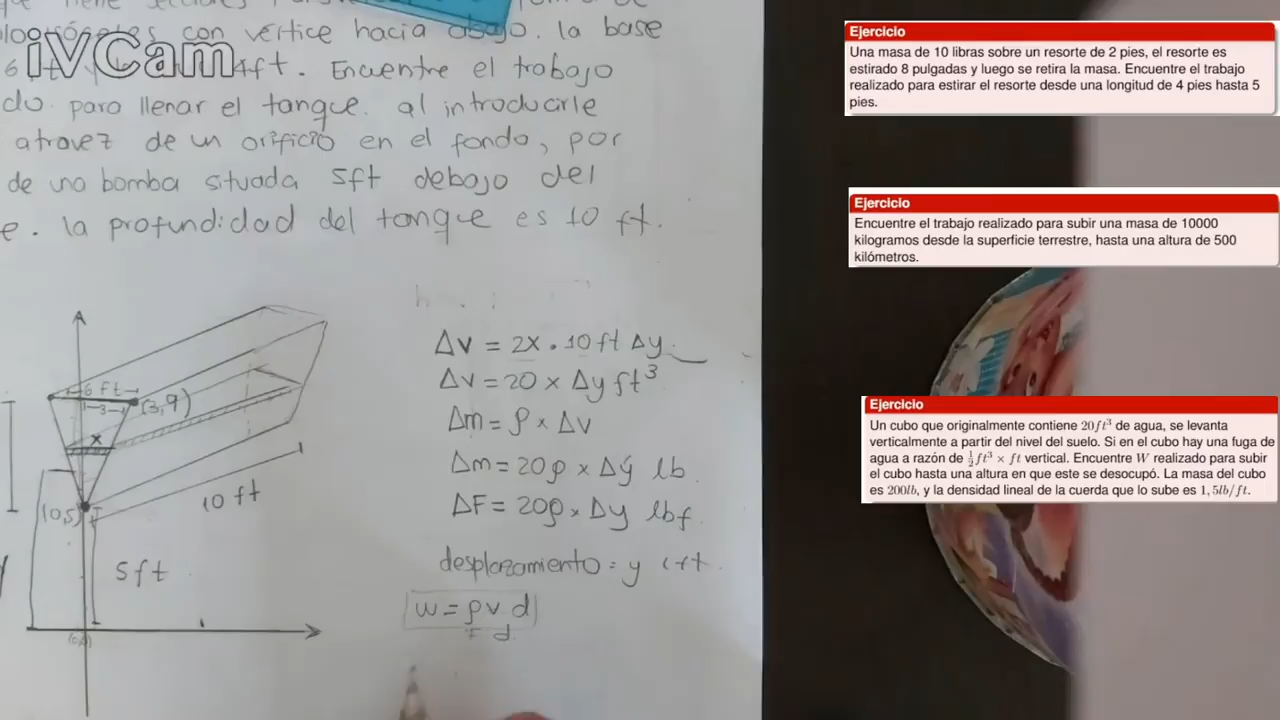 que tiene secciones
con vértice hacia abajo. la base
iVCam
4ft. Encuentre el trabajo
para llenar el tanque. al introducirle
atravez de un orificio en el fondo, por
de una bomba situada 5ft debajo del
e. la profundidad del tanque es 10 ft.
ΔV = 2x . 10 ft Δy
ΔV = 20 x Δy ft³
Δm = ρ x ΔV
Δm = 20ρ x Δy lb
ΔF = 20ρ x Δy lbf
desplazamiento = y
w = ρ v d
F d
6 ft
3
(3,9)
x
10 ft
5ft
Ejercicio
Una masa de 10 libras sobre un resorte de 2 pies, el resorte es
estirado 8 pulgadas y luego se retira la masa. Encuentre el trabajo
realizado para estirar el resorte desde una longitud de 4 pies hasta 5
pies.
Ejercicio
Encuentre el trabajo realizado para subir una masa de 10000
kilogramos desde la superficie terrestre, hasta una altura de 500
kilómetros.
Ejercicio
Un cubo que originalmente contiene 20ft³ de agua, se levanta
verticalmente a partir del nivel del suelo. Si en el cubo hay una fuga de
agua a razón de ½ft³ × ft vertical. Encuentre W realizado para subir
el cubo hasta una altura en que este se desocupó. La masa del cubo
es 200lb, y la densidad lineal de la cuerda que lo sube es 1,5lb/ft.